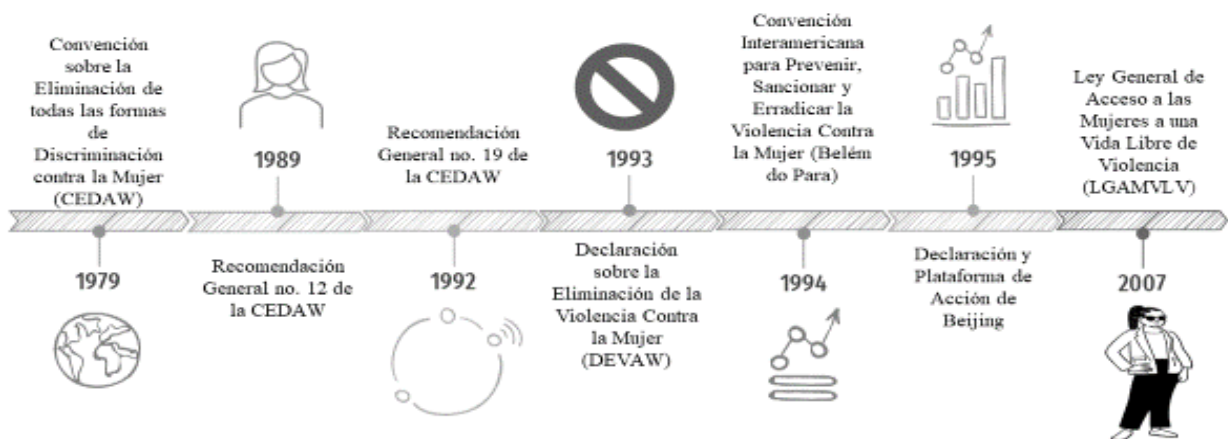 Convención
sobre la
Eliminación de
todas las formas
de
Discriminación
contra la Mujer
(CEDAW)
1979
1989
Recomendación
General no. 12 de
la CEDAW
Recomendación
General no. 19 de
la CEDAW
1992
1993
Declaración
sobre la
Eliminación de la
Violencia Contra
la Mujer
(DEVAW)
Convención
Interamericana
para Prevenir,
Sancionar y
Erradicar la
Violencia Contra
la Mujer (Belém
do Para)
1994
1995
Declaración y
Plataforma de
Acción de
Beijing
Ley General de
Acceso a las
Mujeres a una
Vida Libre de
Violencia
(LGAMVLV)
2007